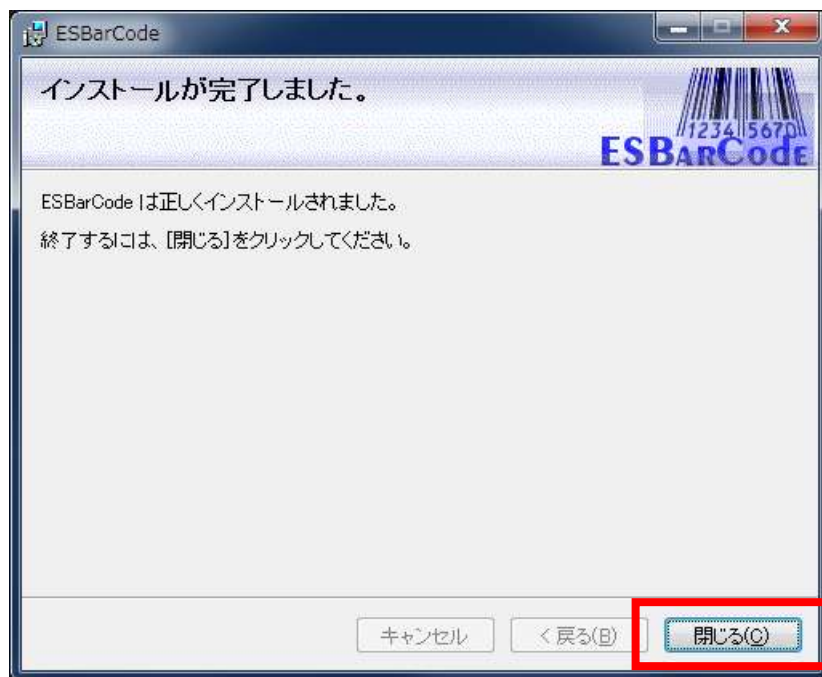 ESBarCode
インストールが完了しました。
1234 5670
ESBARCODE
ESBarCode は正しくインストールされました。
終了するには、[閉じる]をクリックしてください。
キャンセル
< 戻る(B)
閉じる(C)